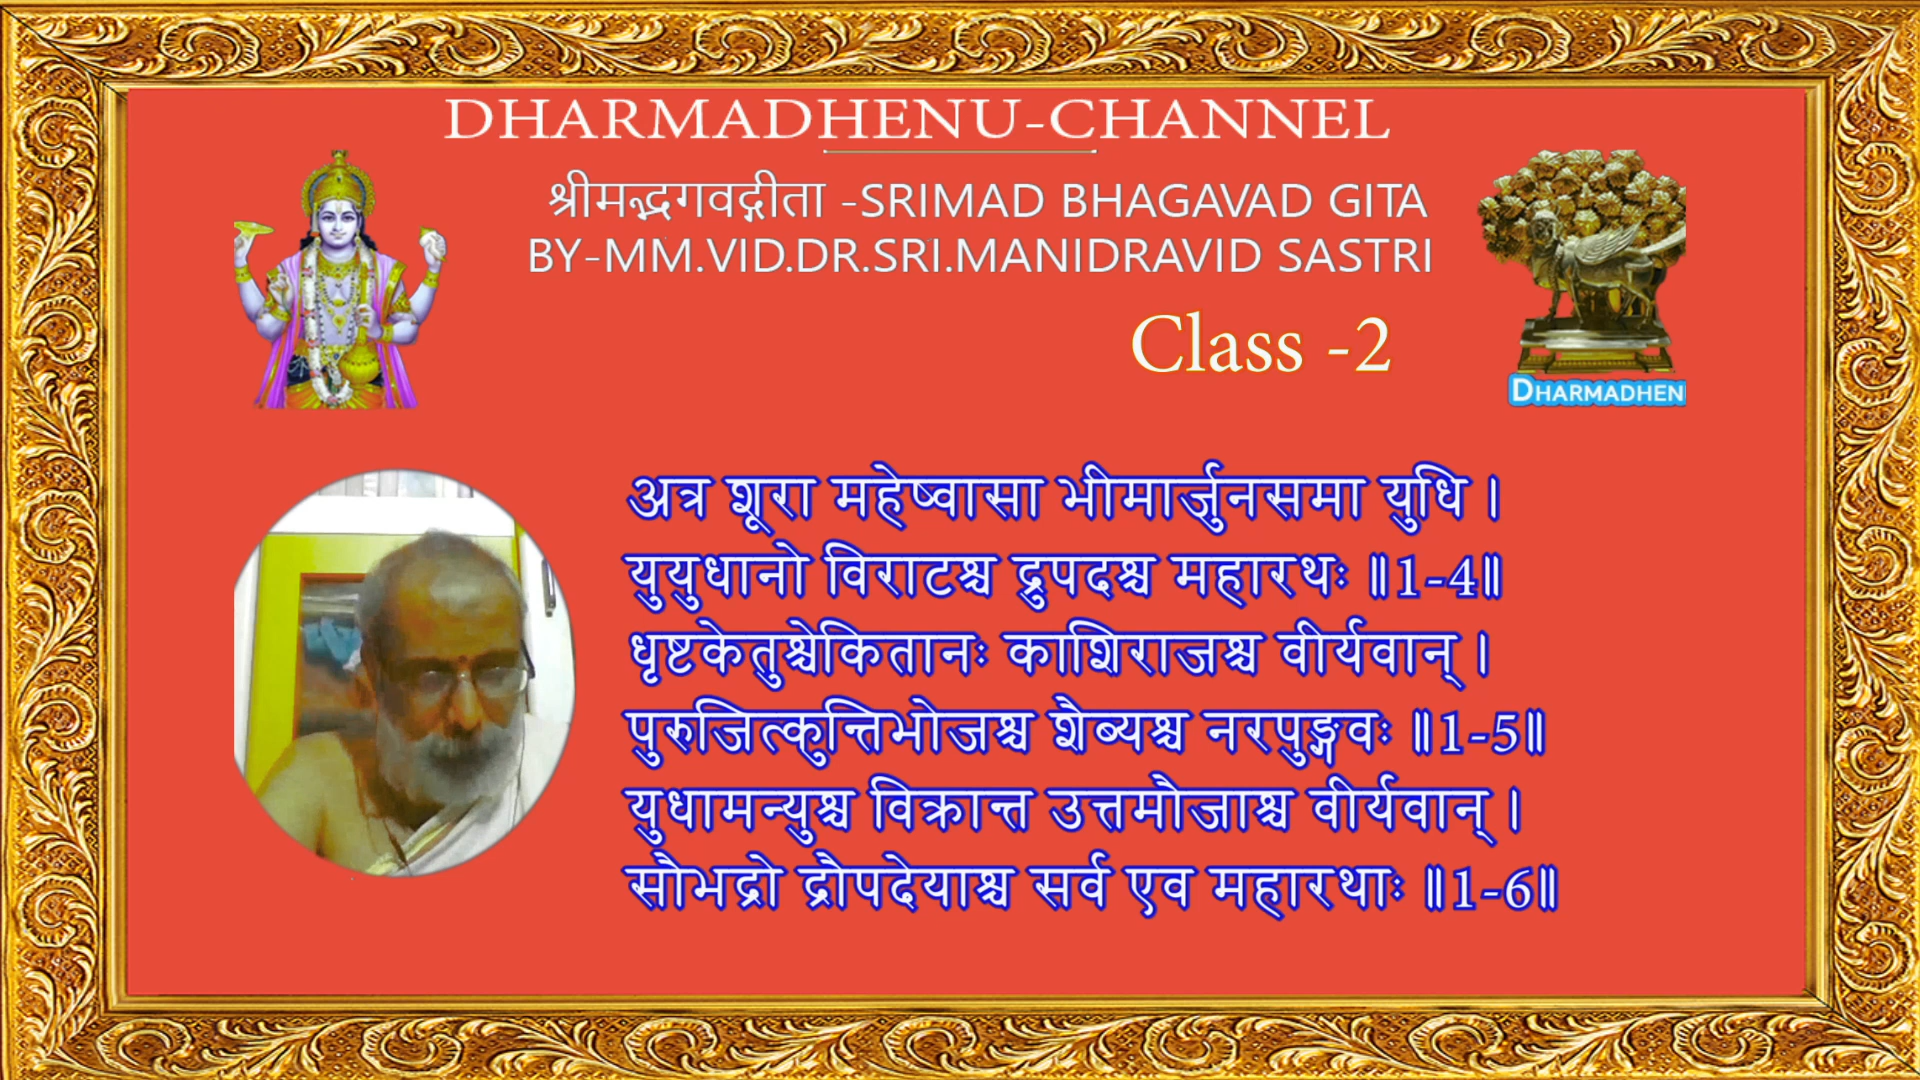 DHARMADHENU-CHANNEL
श्रीमद्भगवद्गीता -SRIMAD BHAGAVAD GITA
BY-MM.VID.DR.SRI.MANIDRAVID SASTRI
Class -2
DHARMADHEN
अत्र शूरा महेष्वासा भीमार्जुनसमा युधि ।
युयुधानो विराटश्च द्रुपदश्च महारथः ॥1-4॥
धृष्टकेतुश्चेकितानः काशिराजश्च वीर्यवान् ।
पुरुजित्कुन्तिभोजश्च शैब्यश्च नरपुङ्गवः ॥1-5॥
युधामन्युश्च विक्रान्त उत्तमौजाश्च वीर्यवान् ।
सौभद्रो द्रौपदेयाश्च सर्व एव महारथाः ॥1-6॥